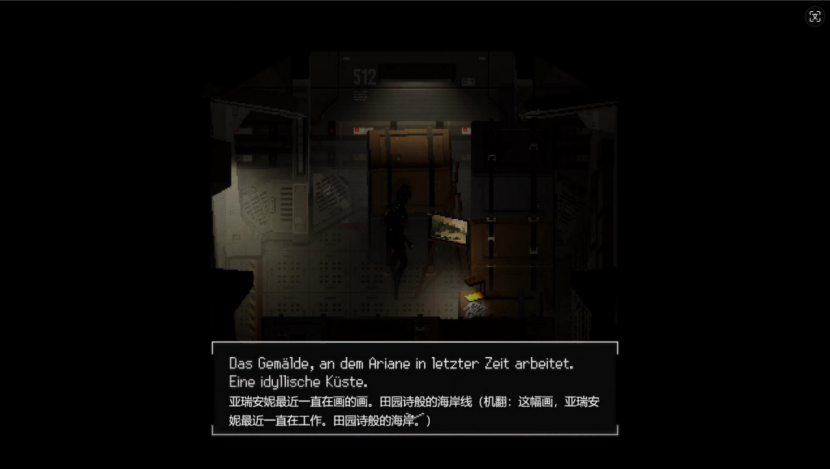 512
Das Gemälde, an dem Ariane in letzter Zeit arbeitet.
Eine idyllische Küste.
亚瑞安妮最近一直在画的画。田园诗般的海岸线（机翻：这幅画，亚瑞安
妮最近一直在工作。田园诗般的海岸。）